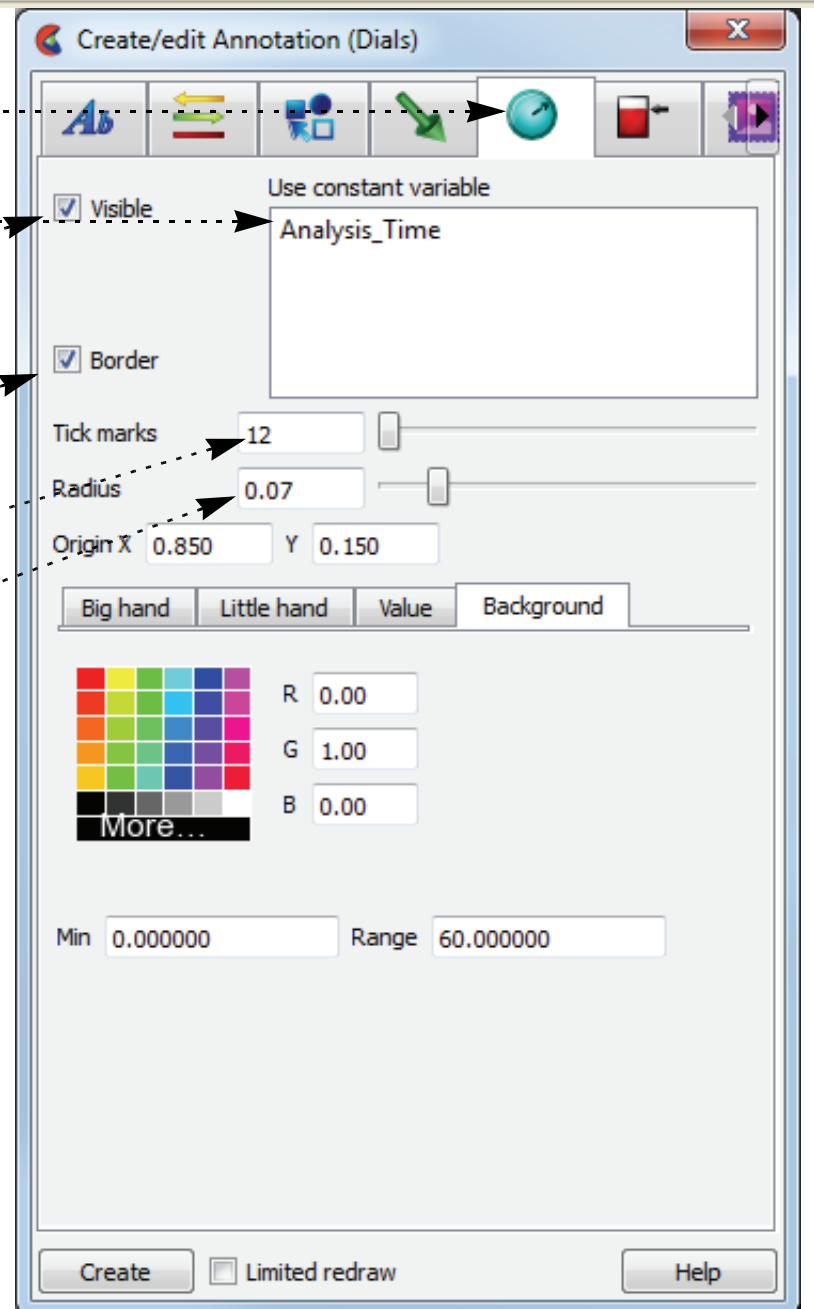 Create/edit Annotation (Dials)
Ab
Use constant variable
Visible
Analysis_Time
Border
Tick marks 12
Radius 0.07
Origin X 0.850 Y 0.150
Big hand Little hand Value Background
R 0.00
G 1.00
B 0.00
More...
Min 0.000000 Range 60.000000
Create Limited redraw Help